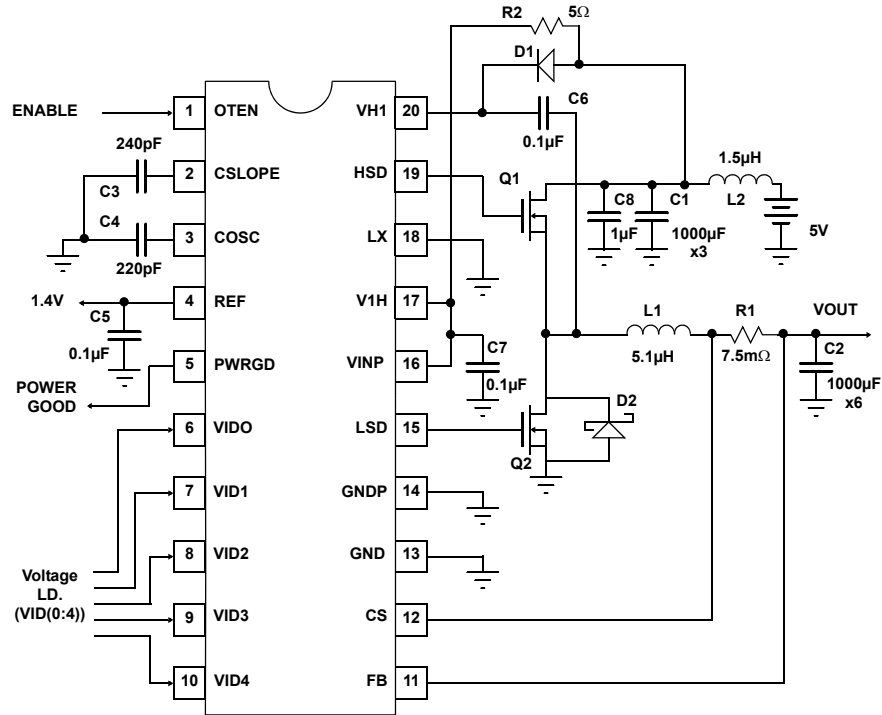 R2 5Ω
D1
C6
0.1µF
ENABLE
1 OTEN
VH1 20
240pF
C3
2 CSLOPE
HSD 19
Q1
1.5µH
L2
5V
C8
1µF
C1
1000µF
x3
C4
220pF
3 COSC
LX 18
1.4V
4 REF
V1H 17
C5
0.1µF
L1
5.1µH
R1
7.5mΩ
VOUT
C2
1000µF
x6
POWER
GOOD
5 PWRGD
VINP 16
C7
0.1µF
D2
6 VIDO
LSD 15
Q2
7 VID1
GNDP 14
8 VID2
GND 13
Voltage
I.D.
(VID(0:4))
9 VID3
CS 12
10 VID4
FB 11